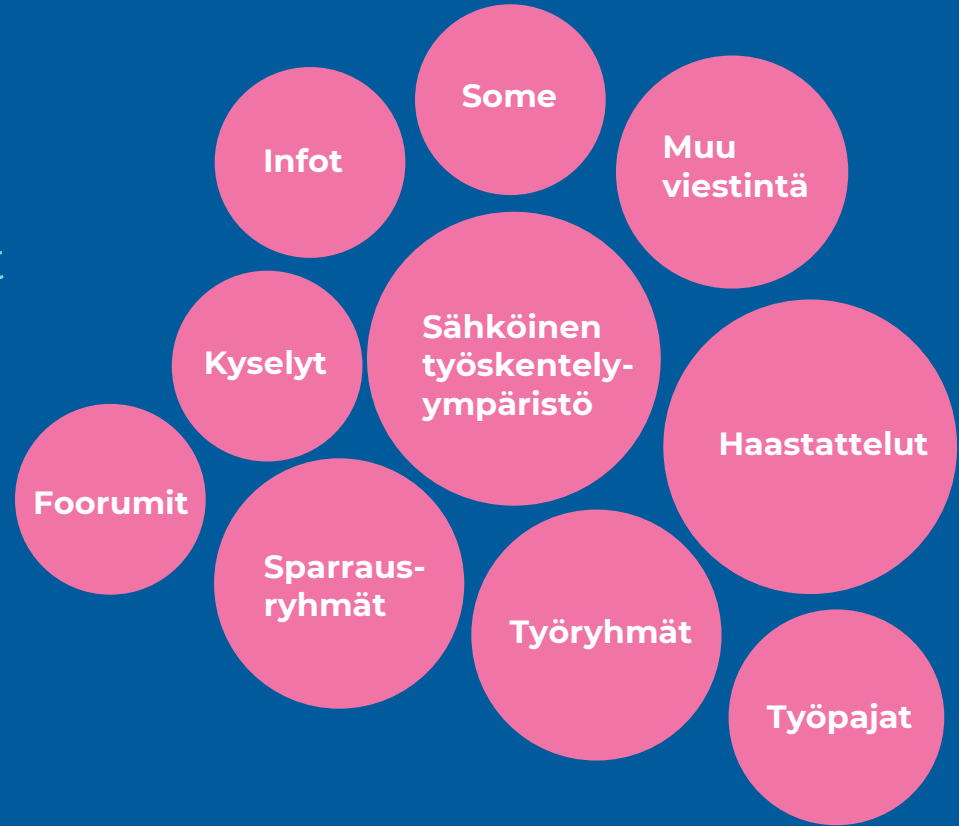 Some
Infot
Muu
viestintä
Sähköinen
työskentely-
ympäristö
Kyselyt
Haastattelut
Foorumit
Sparraus-
ryhmät
Työryhmät
Työpajat